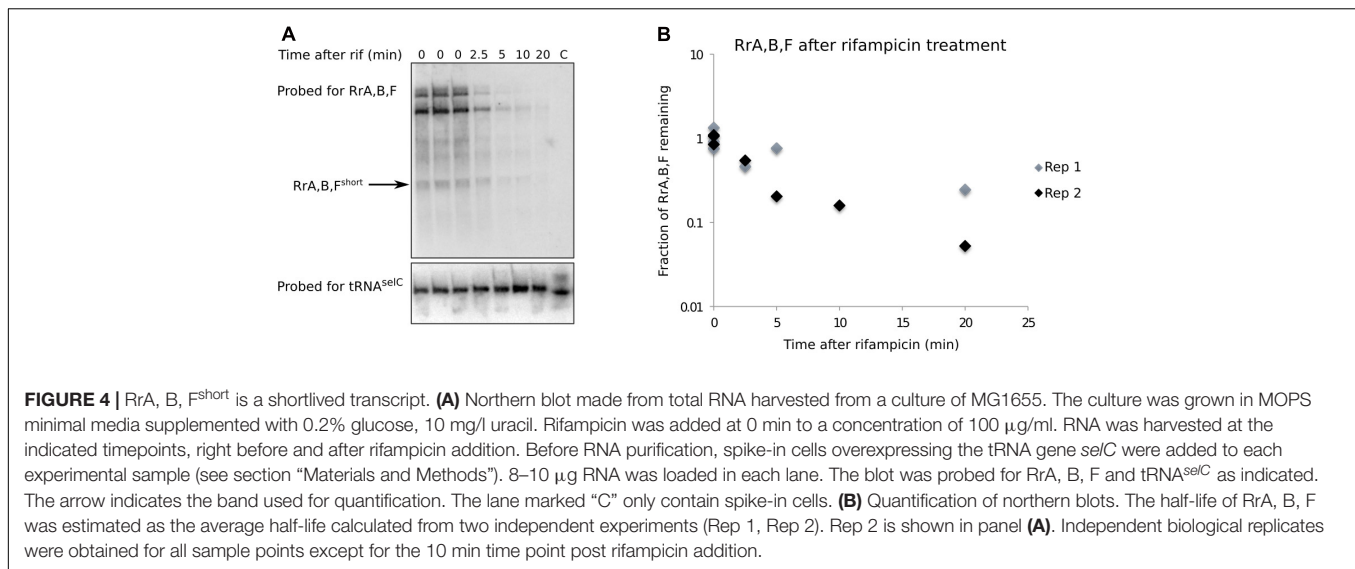 A
Time after rif (min) 0 0 0 2.5 5 10 20 C
Probed for RrA,B,F
RrA,B,Fshort
Probed for tRNAselC
B
RrA,B,F after rifampicin treatment
Fraction of RrA,B,F remaining
10
1
0.1
0.01
0 5 10 15 20 25
Time after rifampicin (min)
Rep 1
Rep 2
FIGURE 4 | RrA, B, Fshort is a shortlived transcript. (A) Northern blot made from total RNA harvested from a culture of MG1655. The culture was grown in MOPS
minimal media supplemented with 0.2% glucose, 10 mg/l uracil. Rifampicin was added at 0 min to a concentration of 100 μg/ml. RNA was harvested at the
indicated timepoints, right before and after rifampicin addition. Before RNA purification, spike-in cells overexpressing the tRNA gene selC were added to each
experimental sample (see section “Materials and Methods”). 8–10 μg RNA was loaded in each lane. The blot was probed for RrA, B, F and tRNAselC as indicated.
The arrow indicates the band used for quantification. The lane marked “C” only contain spike-in cells. (B) Quantification of northern blots. The half-life of RrA, B, F
was estimated as the average half-life calculated from two independent experiments (Rep 1, Rep 2). Rep 2 is shown in panel (A). Independent biological replicates
were obtained for all sample points except for the 10 min time point post rifampicin addition.